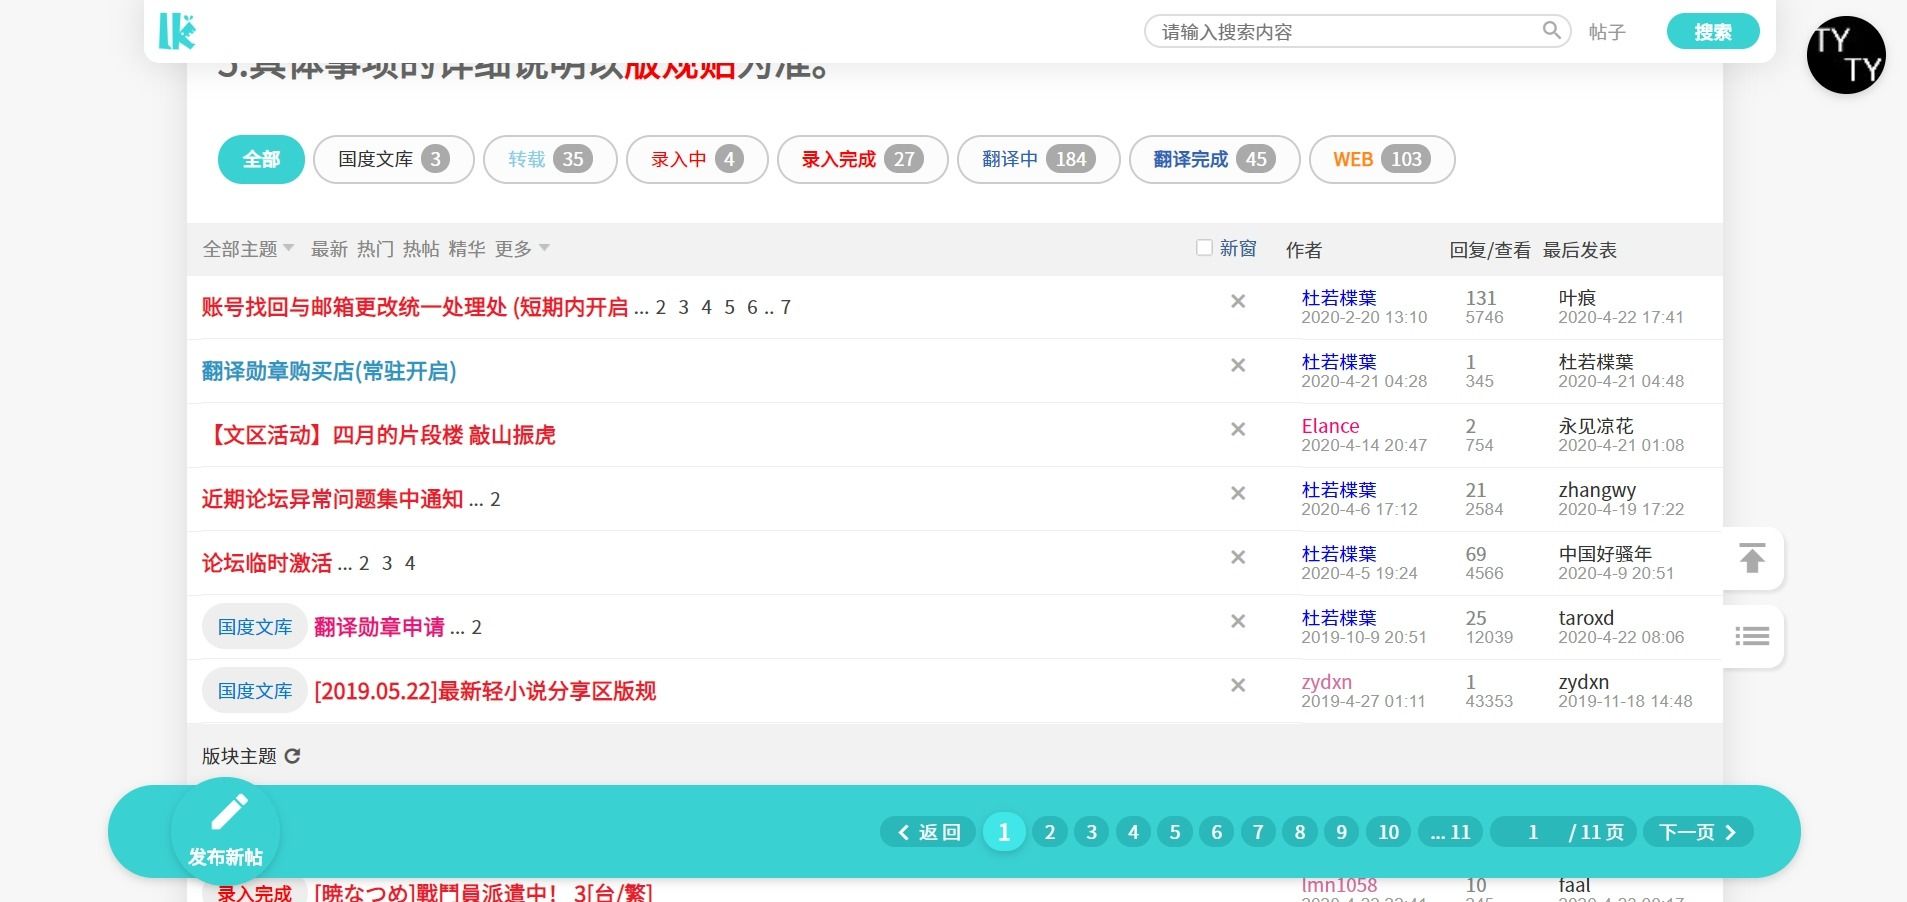 lk
请输入搜索内容 帖子 搜索
TY
TY
3.具体事项的详细说明以版规贴为准。
全部 国度文库 3 转载 35 录入中 4 录入完成 27 翻译中 184 翻译完成 45 WEB 103
全部主题 最新 热门 热帖 精华 更多 新窗 作者 回复/查看 最后发表
账号找回与邮箱更改统一处理处 (短期内开启 ... 2 3 4 5 6 .. 7 杜若楪葉 131 叶痕
2020-2-20 13:10 5746 2020-4-22 17:41
翻译勋章购买店(常驻开启) 杜若楪葉 1 杜若楪葉
2020-4-21 04:28 345 2020-4-21 04:48
【文区活动】四月的片段楼 敲山振虎 Elance 2 永见凉花
2020-4-14 20:47 754 2020-4-21 01:08
近期论坛异常问题集中通知 ... 2 杜若楪葉 21 zhangwy
2020-4-6 17:12 2584 2020-4-19 17:22
论坛临时激活 ... 2 3 4 杜若楪葉 69 中国好骚年
2020-4-5 19:24 4566 2020-4-9 20:51
国度文库 翻译勋章申请 ... 2 杜若楪葉 25 taroxd
2019-10-9 20:51 12039 2020-4-22 08:06
国度文库 [2019.05.22]最新轻小说分享区版规 zydxn 1 zydxn
2019-4-27 01:11 43353 2019-11-18 14:48
版块主题
发布新帖
返回 1 2 3 4 5 6 7 8 9 10 ... 11 1 / 11 页 下一页
录入完成 [暁なつめ]戰鬥員派遣中！ 3[台/繁] lmn1058 10 faal